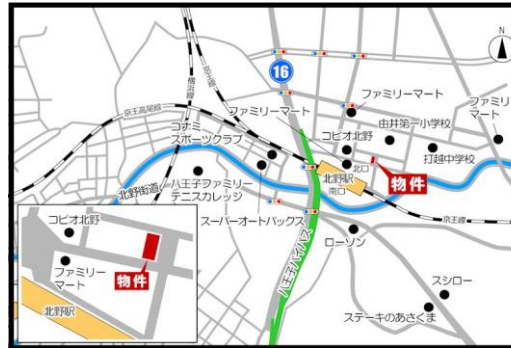 N
16
京王線
横浜線
京王高尾線
ファミリーマート
ファミリーマート
コナミ
スポーツクラブ
コピオ北野
由井第一小学校
ファミリー
マート
打越中学校
北口
北野駅
南口
物件
北野街道
八王子ファミリー
テニスカレッジ
スーパーオートバックス
京王線
八王子バイパス
ローソン
スシロー
ステーキのあさくま
コピオ北野
ファミリー
マート
物件
北野駅